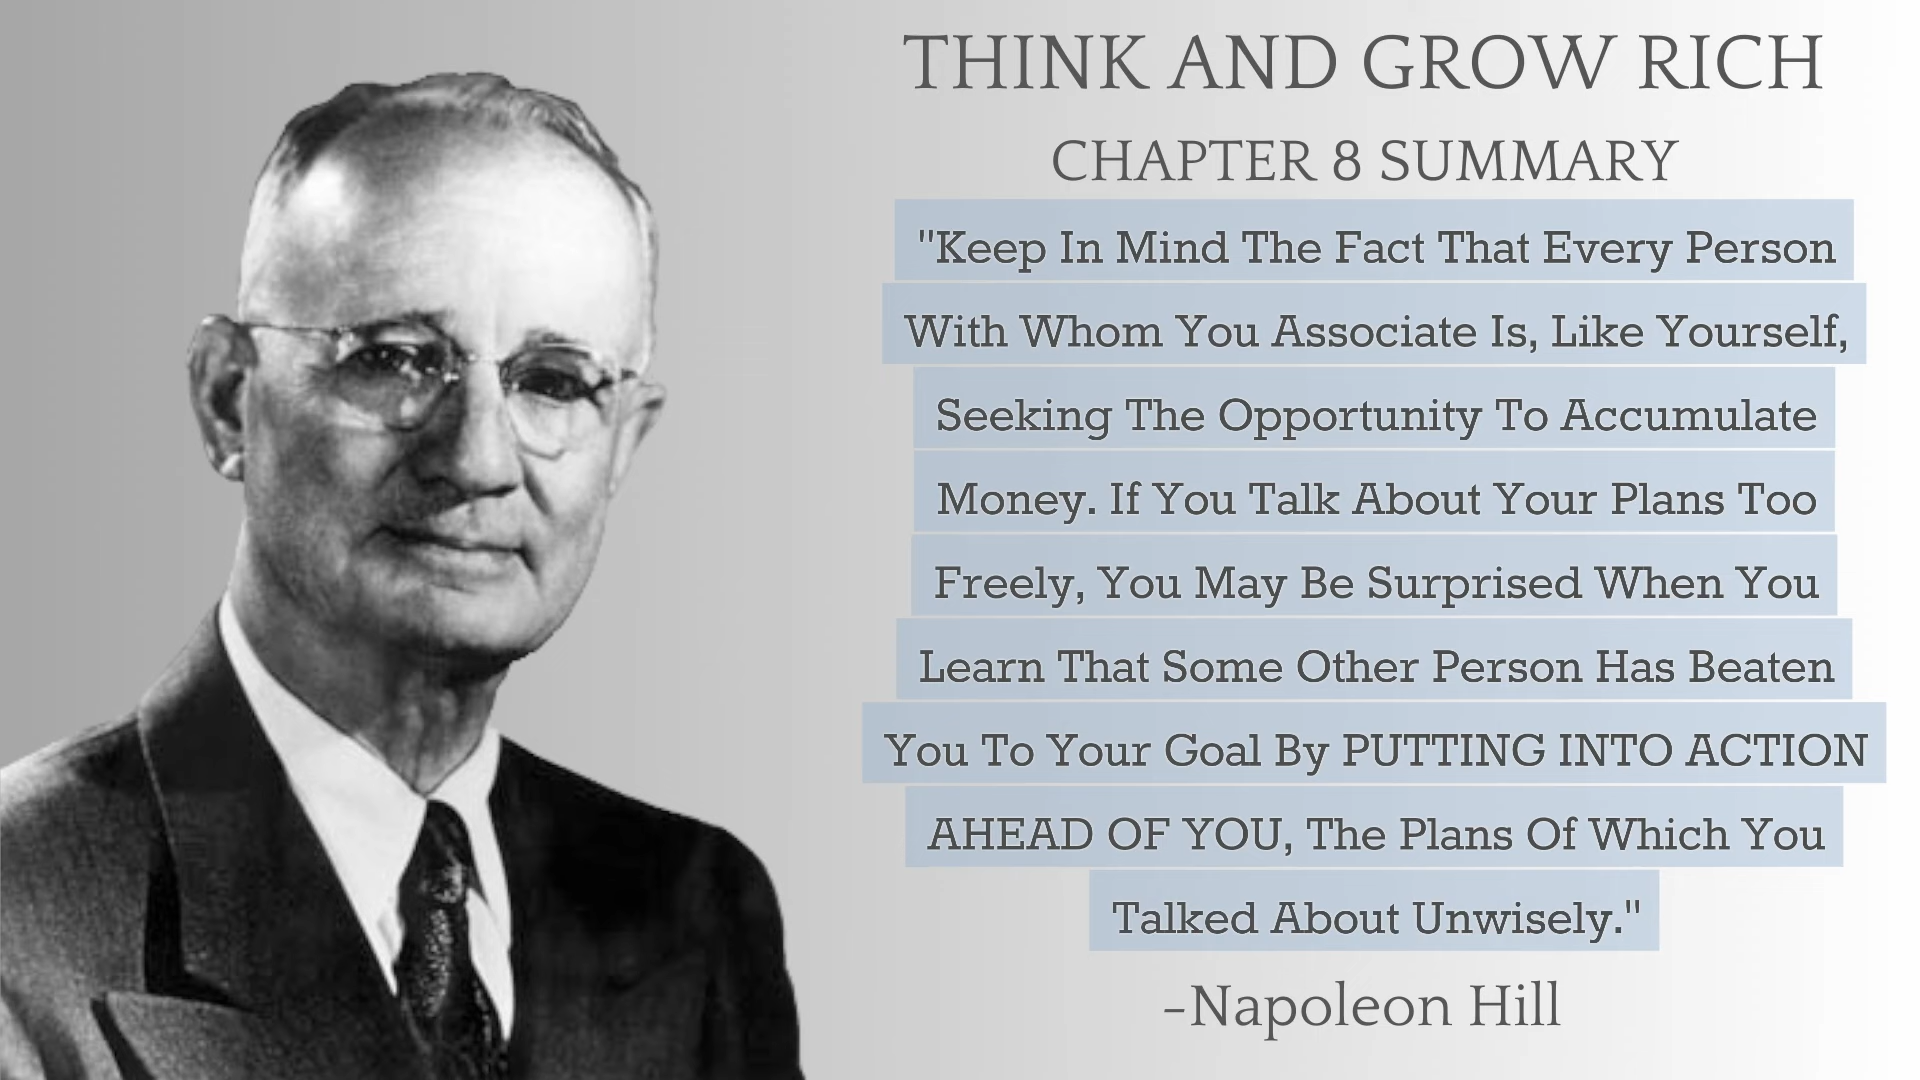 THINK AND GROW RICH
CHAPTER 8 SUMMARY
"Keep In Mind The Fact That Every Person
With Whom You Associate Is, Like Yourself,
Seeking The Opportunity To Accumulate
Money. If You Talk About Your Plans Too
Freely, You May Be Surprised When You
Learn That Some Other Person Has Beaten
You To Your Goal By PUTTING INTO ACTION
AHEAD OF YOU, The Plans Of Which You
Talked About Unwisely."
-Napoleon Hill